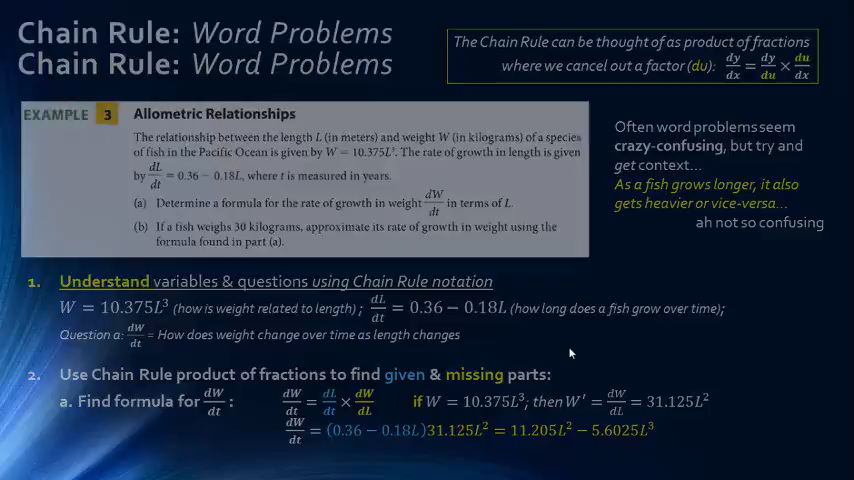 Chain Rule: Word Problems
Chain Rule: Word Problems
The Chain Rule can be thought of as product of fractions
where we cancel out a factor (du): dy/dx = dy/du × du/dx
EXAMPLE 3 Allometric Relationships
The relationship between the length L (in meters) and weight W (in kilograms) of a species
of fish in the Pacific Ocean is given by W = 10.375L³. The rate of growth in length is given
by dL/dt = 0.36 − 0.18L, where t is measured in years.
(a) Determine a formula for the rate of growth in weight dW/dt in terms of L.
(b) If a fish weighs 30 kilograms, approximate its rate of growth in weight using the
formula found in part (a).
Often word problems seem
crazy-confusing, but try and
get context...
As a fish grows longer, it also
gets heavier or vice-versa...
ah not so confusing
1. Understand variables & questions using Chain Rule notation
W = 10.375L³ (how is weight related to length) ; dL/dt = 0.36 − 0.18L (how long does a fish grow over time);
Question a: dW/dt = How does weight change over time as length changes
2. Use Chain Rule product of fractions to find given & missing parts:
a. Find formula for dW/dt : dW/dt = dL/dt × dW/dL if W = 10.375L³; then W′ = dW/dL = 31.125L²
dW/dt = (0.36 − 0.18L)31.125L² = 11.205L² − 5.6025L³